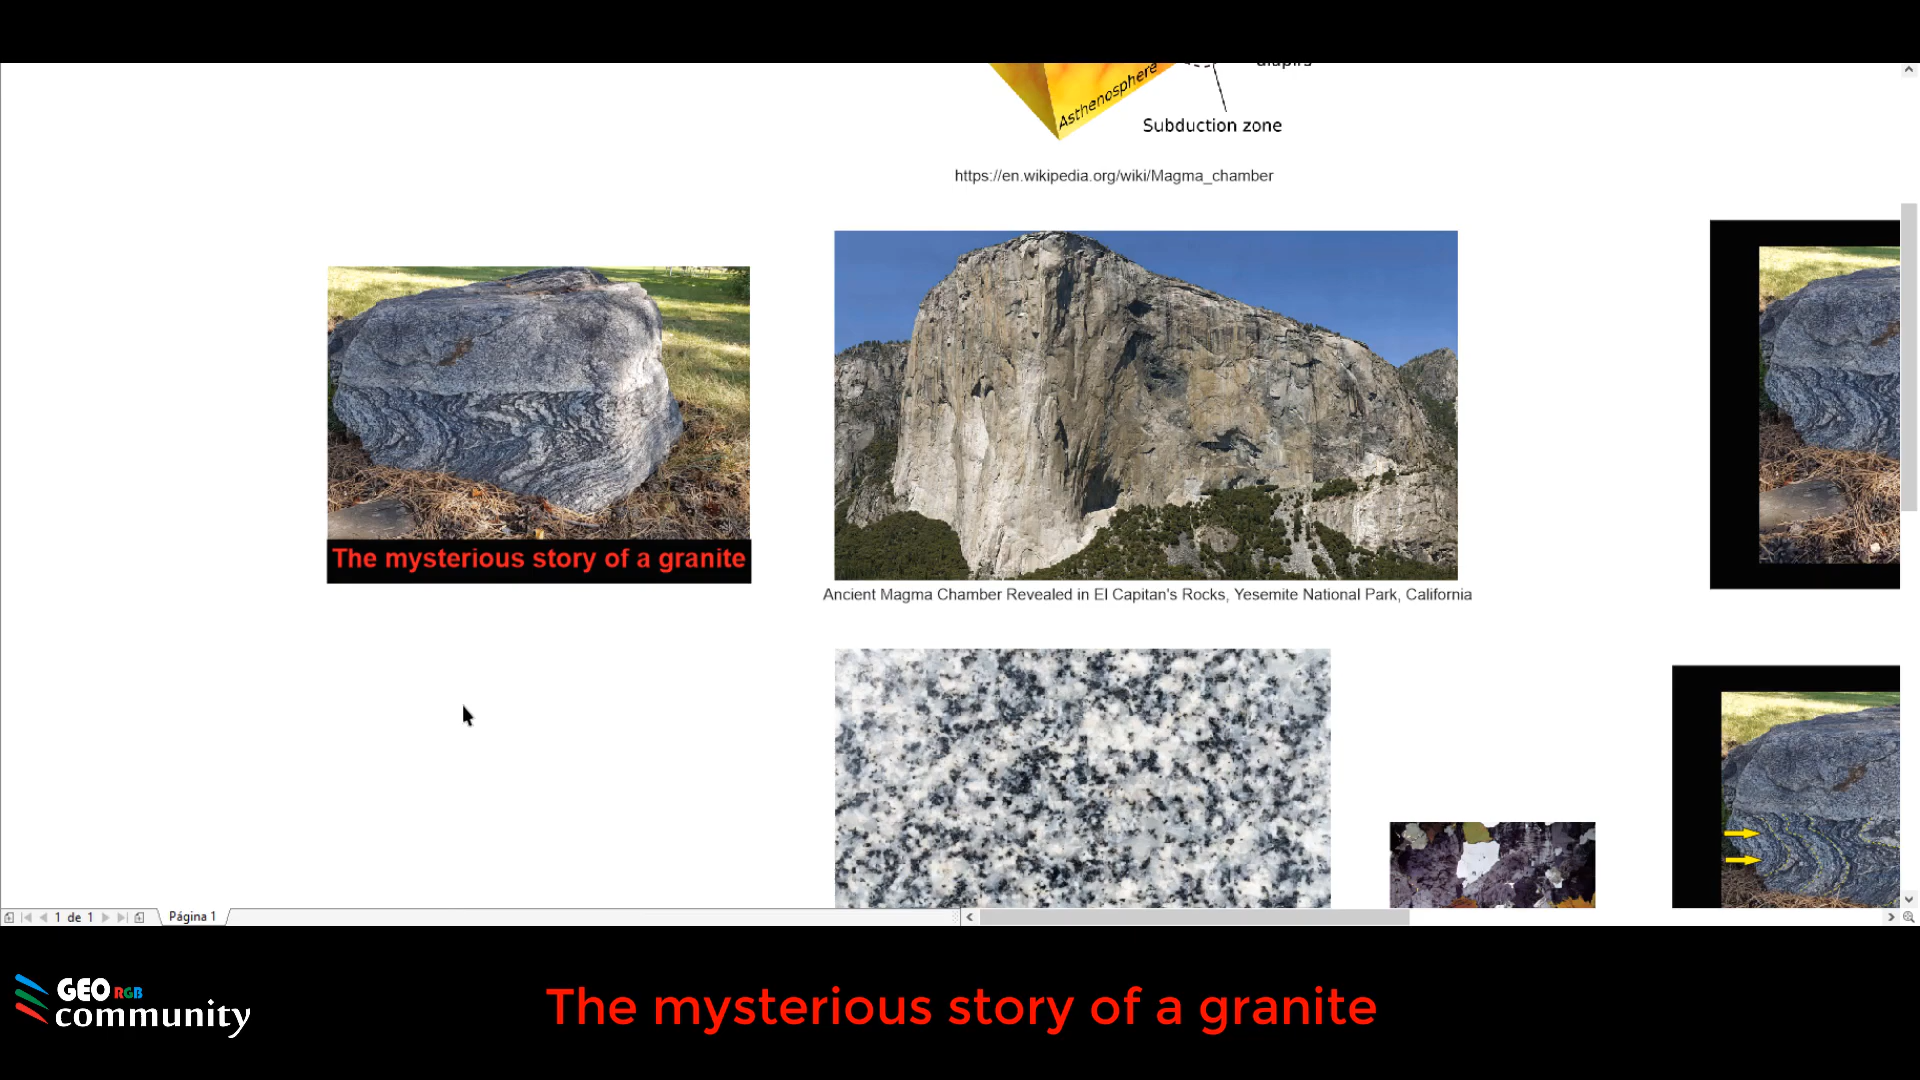 diapirs
Asthenosphere
Subduction zone
https://en.wikipedia.org/wiki/Magma_chamber
The mysterious story of a granite
Ancient Magma Chamber Revealed in El Capitan's Rocks, Yesemite National Park, California
1 de 1
Página 1
GEO RGB
community
The mysterious story of a granite